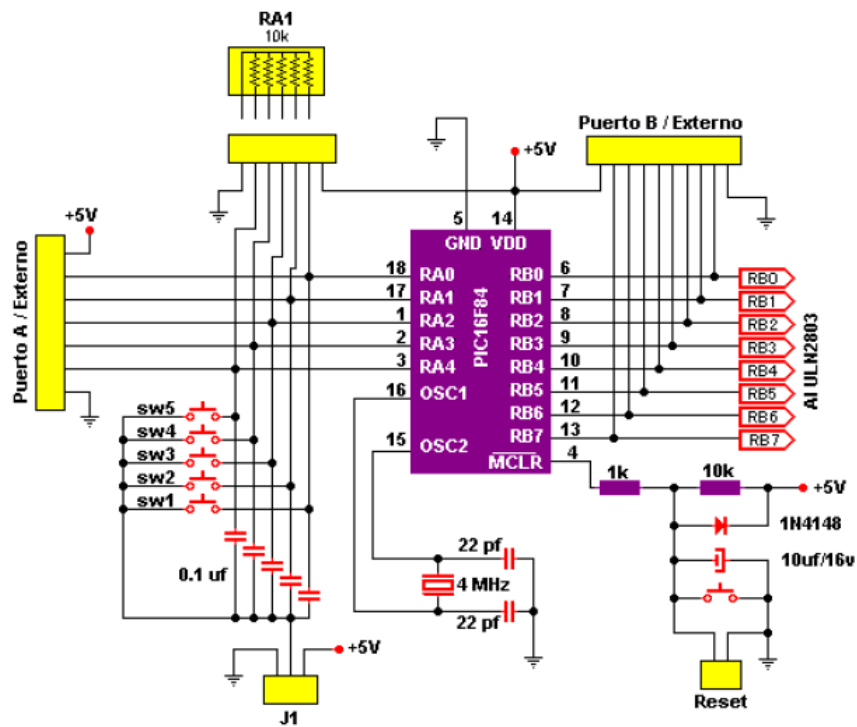 RA1
10k
Puerto B / Externo
+5V
+5V
5 14
GND VDD
Puerto A / Externo
PIC16F84
18 RA0 RB0 6 RB0
17 RA1 RB1 7 RB1
1 RA2 RB2 8 RB2
2 RA3 RB3 9 RB3
3 RA4 RB4 10 RB4
16 OSC1 RB5 11 RB5
RB6 12 RB6
15 OSC2 RB7 13 RB7
MCLR 4
Al ULN2803
sw5
sw4
sw3
sw2
sw1
1k 10k +5V
1N4148
10uf/16v
0.1 uf
22 pf
4 MHz
22 pf
+5V
J1
Reset